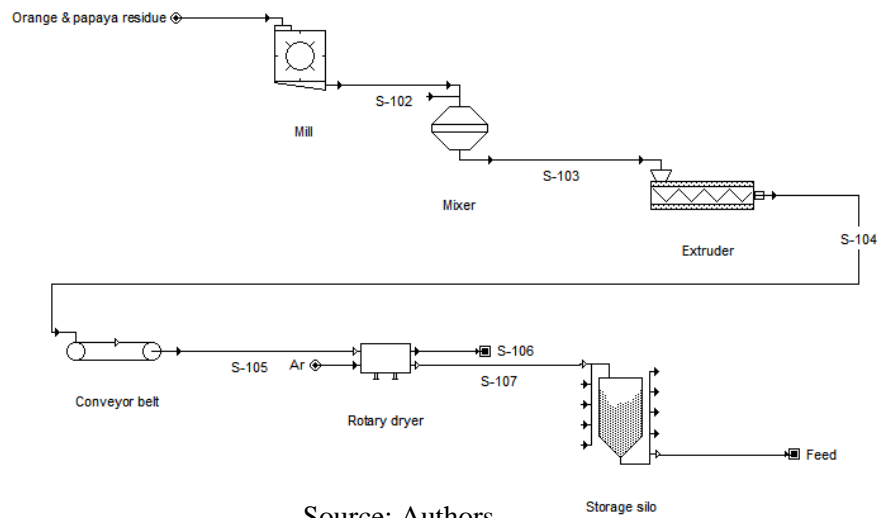 Orange & papaya residue
S-102
Mill
S-103
Mixer
S-104
Extruder
S-105
Ar
S-106
S-107
Conveyor belt
Rotary dryer
Feed
Source: Authors
Storage silo